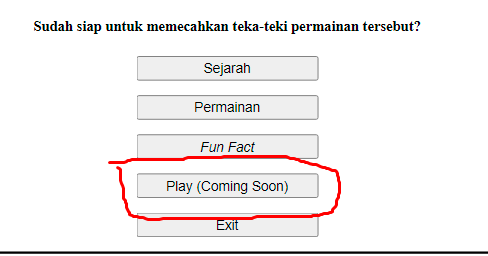 Sudah siap untuk memecahkan teka-teki permainan tersebut?
Sejarah
Permainan
Fun Fact
Play (Coming Soon)
Exit